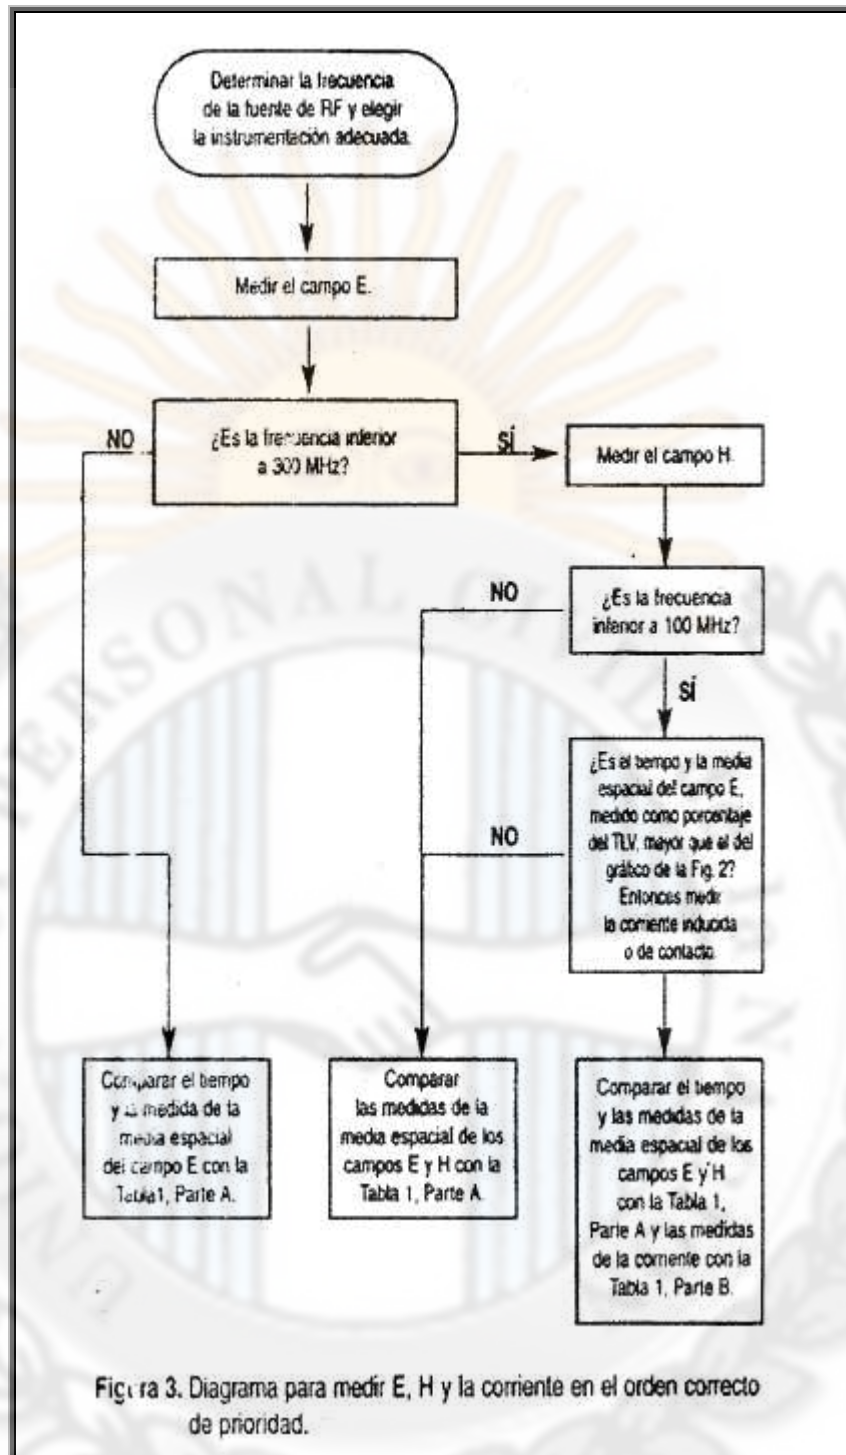 Determinar la frecuencia
de la fuente de RF y elegir
la instrumentación adecuada.
Medir el campo E.
NO
¿Es la frecuencia inferior
a 300 MHz?
SÍ
Medir el campo H.
NO
¿Es la frecuencia
inferior a 100 MHz?
SÍ
¿Es el tiempo y la media
espacial del campo E,
medido como porcentaje
del TLV, mayor que el del
gráfico de la Fig. 2?
Entonces medir
la corriente inducida
o de contacto.
NO
Comparar el tiempo
y la medida de la
media espacial
del campo E con la
Tabla1, Parte A.
Comparar
las medidas de la
media espacial de los
campos E y H con la
Tabla 1, Parte A.
Comparar el tiempo
y las medidas de la
media espacial de los
campos E y H
con la Tabla 1,
Parte A y las medidas
de la corriente con la
Tabla 1, Parte B.
Figura 3. Diagrama para medir E, H y la corriente en el orden correcto
de prioridad.
PERSONAL CIVIL
UN